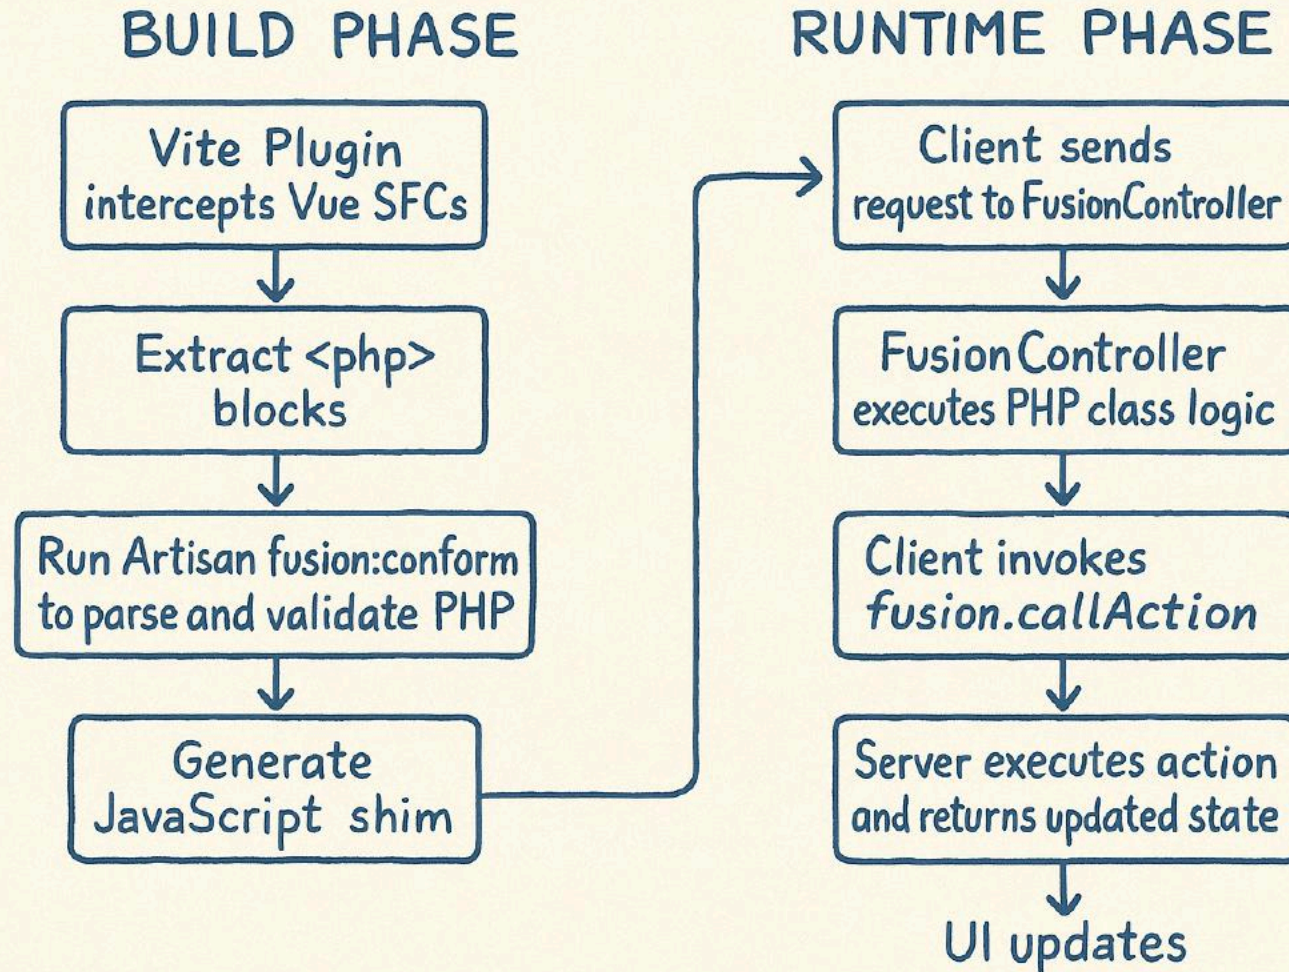 BUILD PHASE
Vite Plugin
intercepts Vue SFCs
Extract <php>
blocks
Run Artisan fusion:conform
to parse and validate PHP
Generate
JavaScript shim
RUNTIME PHASE
Client sends
request to FusionController
FusionController
executes PHP class logic
Client invokes
fusion.callAction
Server executes action
and returns updated state
UI updates